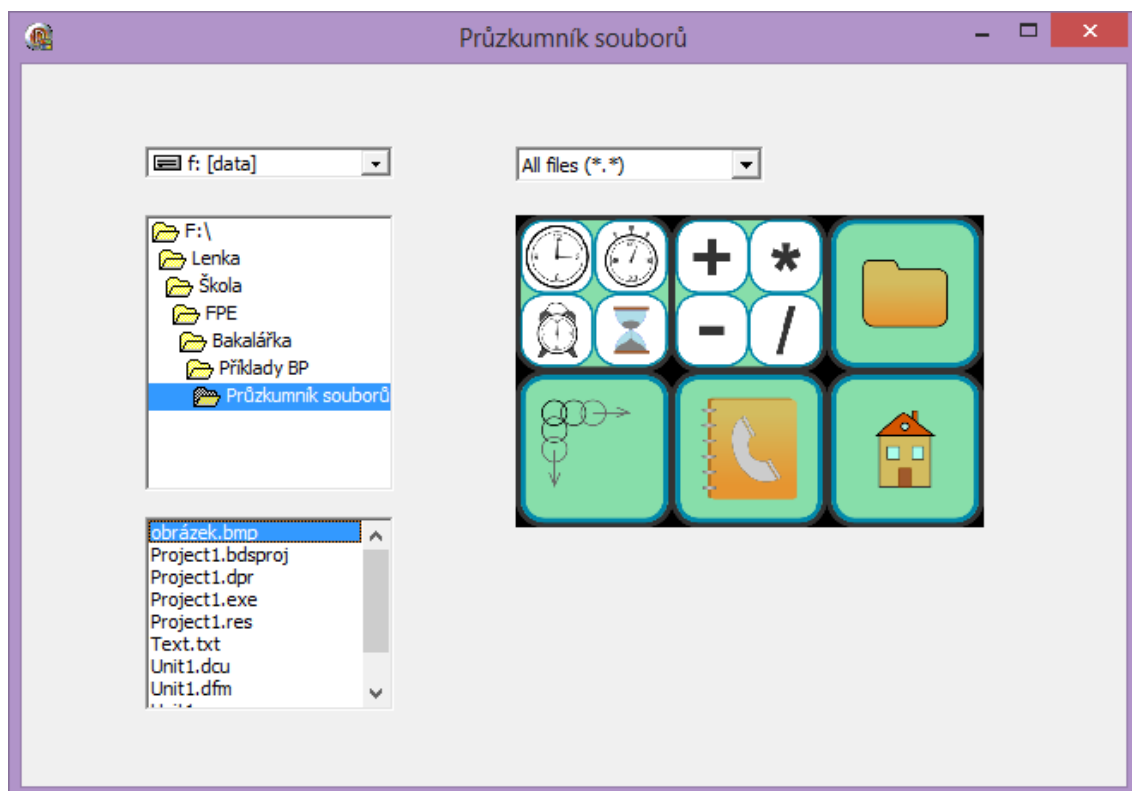 Průzkumník souborů
f: [data]
All files (*.*)
F:\
Lenka
Škola
FPE
Bakalářka
Příklady BP
Průzkumník souborů
+ *
- /
obrázek.bmp
Project1.bdsproj
Project1.dpr
Project1.exe
Project1.res
Text.txt
Unit1.dcu
Unit1.dfm